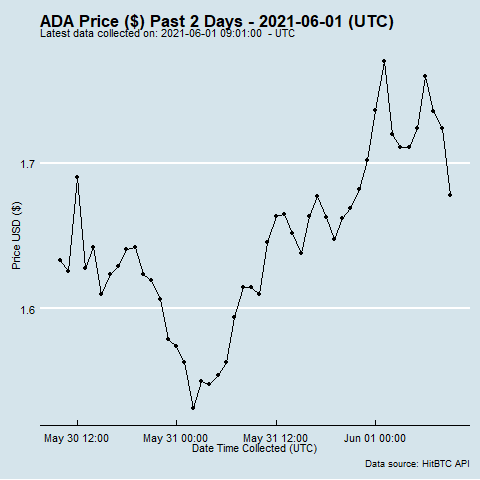 ADA Price ($) Past 2 Days - 2021-06-01 (UTC)
Latest data collected on: 2021-06-01 09:01:00 - UTC
1.7
Price USD ($)
1.6
May 30 12:00 May 31 00:00 May 31 12:00 Jun 01 00:00
Date Time Collected (UTC)
Data source: HitBTC API